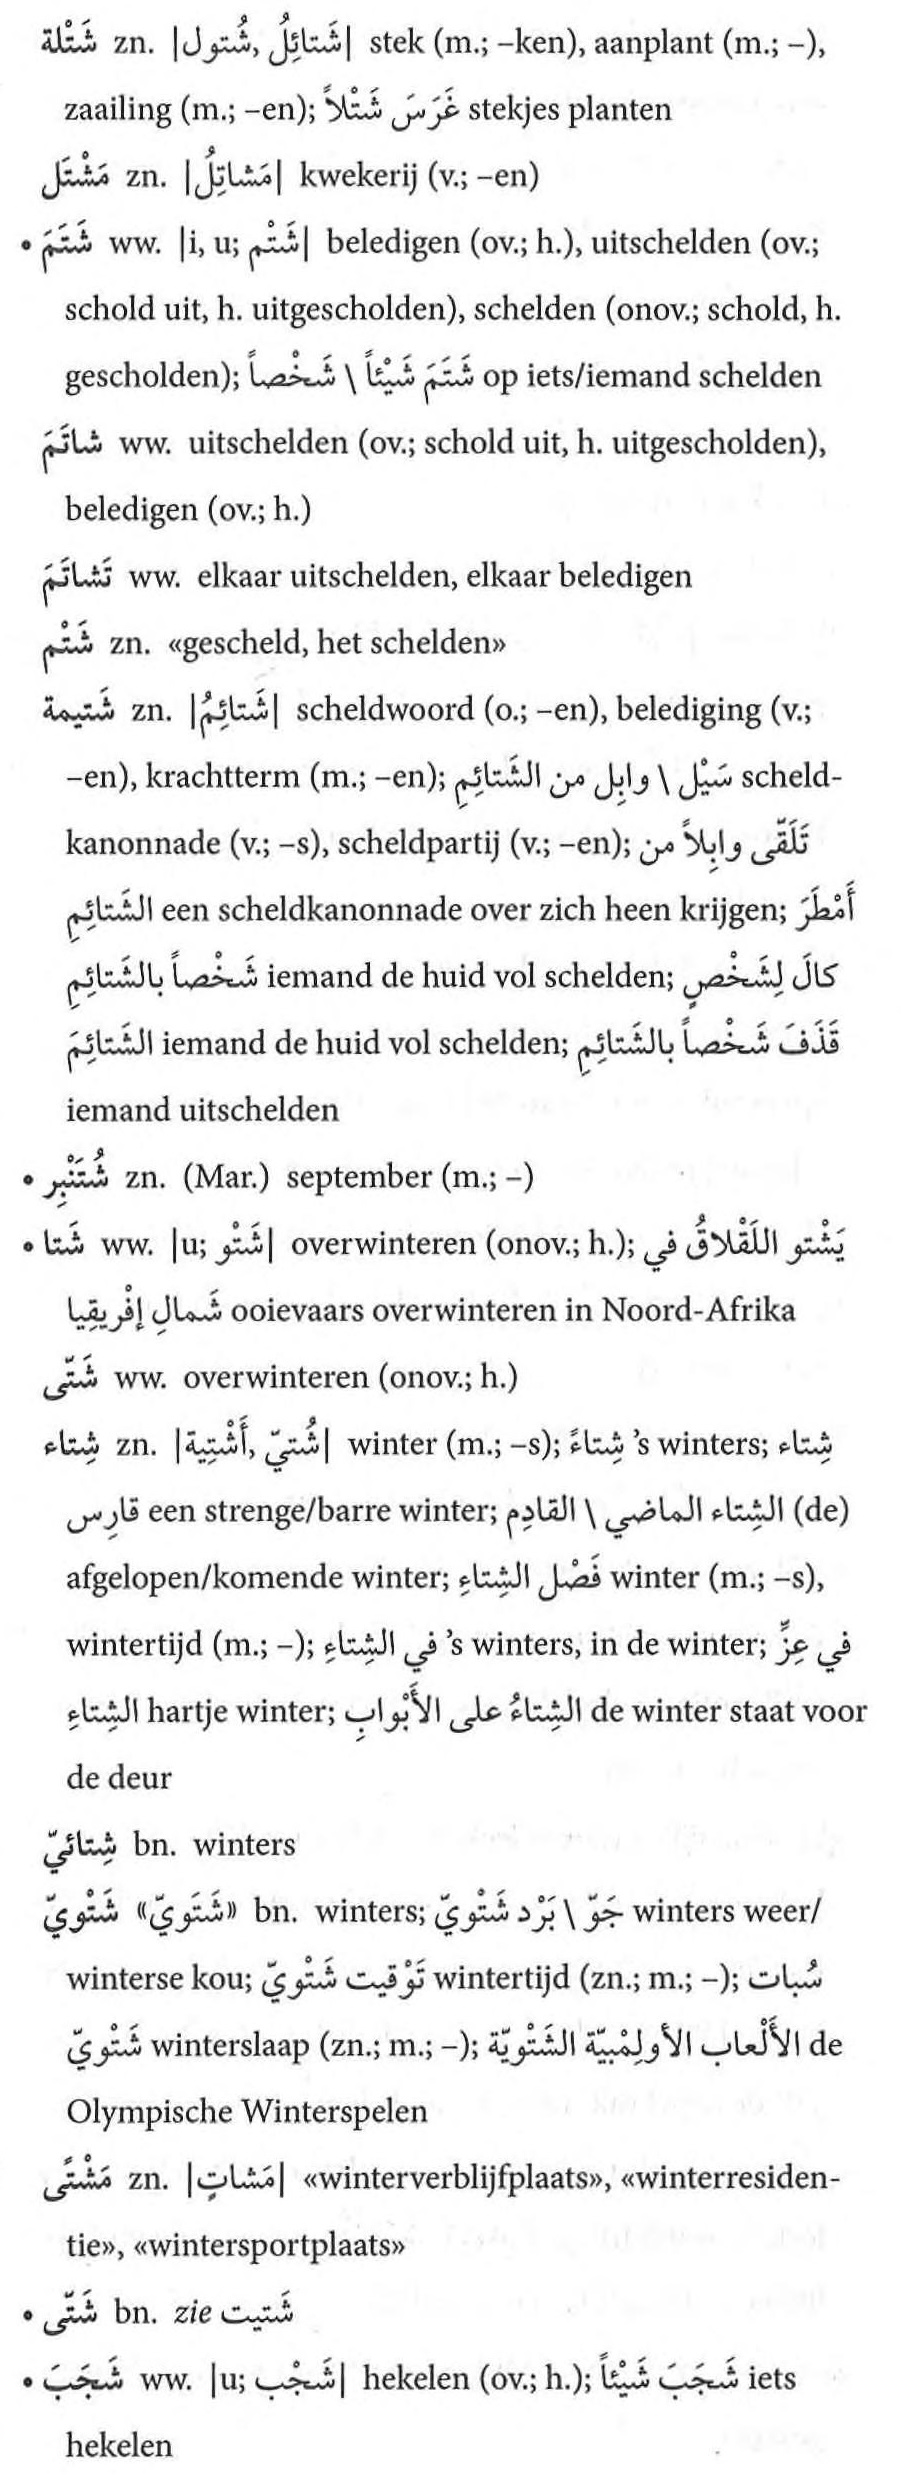 شَتْلة zn. |شَتائِلُ, شُتول| stek (m.; –ken), aanplant (m.; –),
zaailing (m.; –en); غَرَسَ شَتْلاً stekjes planten
مَشْتَل zn. |مَشاتِلُ| kwekerij (v.; –en)
• شَتَمَ ww. |i, u; شَتْم| beledigen (ov.; h.), uitschelden (ov.;
schold uit, h. uitgescholden), schelden (onov.; schold, h.
gescholden); شَتَمَ شَيْئاً \ شَخْصاً op iets/iemand schelden
شاتَمَ ww. uitschelden (ov.; schold uit, h. uitgescholden),
beledigen (ov.; h.)
تَشاتَمَ ww. elkaar uitschelden, elkaar beledigen
شَتْم zn. «gescheld, het schelden»
شَتيمة zn. |شَتائِمُ| scheldwoord (o.; –en), belediging (v.;
–en), krachtterm (m.; –en); سَيْل \ وابِل من الشَتائِمِ scheld-
kanonnade (v.; –s), scheldpartij (v.; –en); تَلَقّى وابِلاً من
الشَتائِمِ een scheldkanonnade over zich heen krijgen; أَمْطَرَ
شَخْصاً بالشَتائِمِ iemand de huid vol schelden; كالَ لِشَخْصٍ
الشَتائِمَ iemand de huid vol schelden; قَذَفَ شَخْصاً بالشَتائِمِ
iemand uitschelden
• شُتَنْبِر zn. (Mar.) september (m.; –)
• شَتا ww. |u; شَتْو| overwinteren (onov.; h.); يَشْتو اللَقْلاقُ في
شَمالِ إفْريقِيا ooievaars overwinteren in Noord-Afrika
شَتّى ww. overwinteren (onov.; h.)
شِتاء zn. |شُتيّ, أَشْتِية| winter (m.; –s); شِتاءً ’s winters; شِتاء
قارِس een strenge/barre winter; الشِتاء الماضي \ القادِم (de)
afgelopen/komende winter; فَصْل الشِتاءِ winter (m.; –s),
wintertijd (m.; –); في الشِتاءِ ’s winters, in de winter; في عِزِّ
الشِتاءِ hartje winter; الشِتاءُ على الأَبْوابِ de winter staat voor
de deur
شِتائيّ bn. winters
شَتْويّ «شَتَويّ» bn. winters; جَوّ \ بَرْد شَتْويّ winters weer/
winterse kou; تَوْقيت شَتْويّ wintertijd (zn.; m.; –); سُبات
شَتْويّ winterslaap (zn.; m.; –); الأَلْعاب الأولِمْبيّة الشَتْويّة de
Olympische Winterspelen
مَشْتًى zn. |مَشاتٍ| «winterverblijfplaats», «winterresiden-
tie», «wintersportplaats»
• شَتّى bn. zie شَتيت
• شَجَبَ ww. |u; شَجْب| hekelen (ov.; h.); شَجَبَ شَيْئاً iets
hekelen